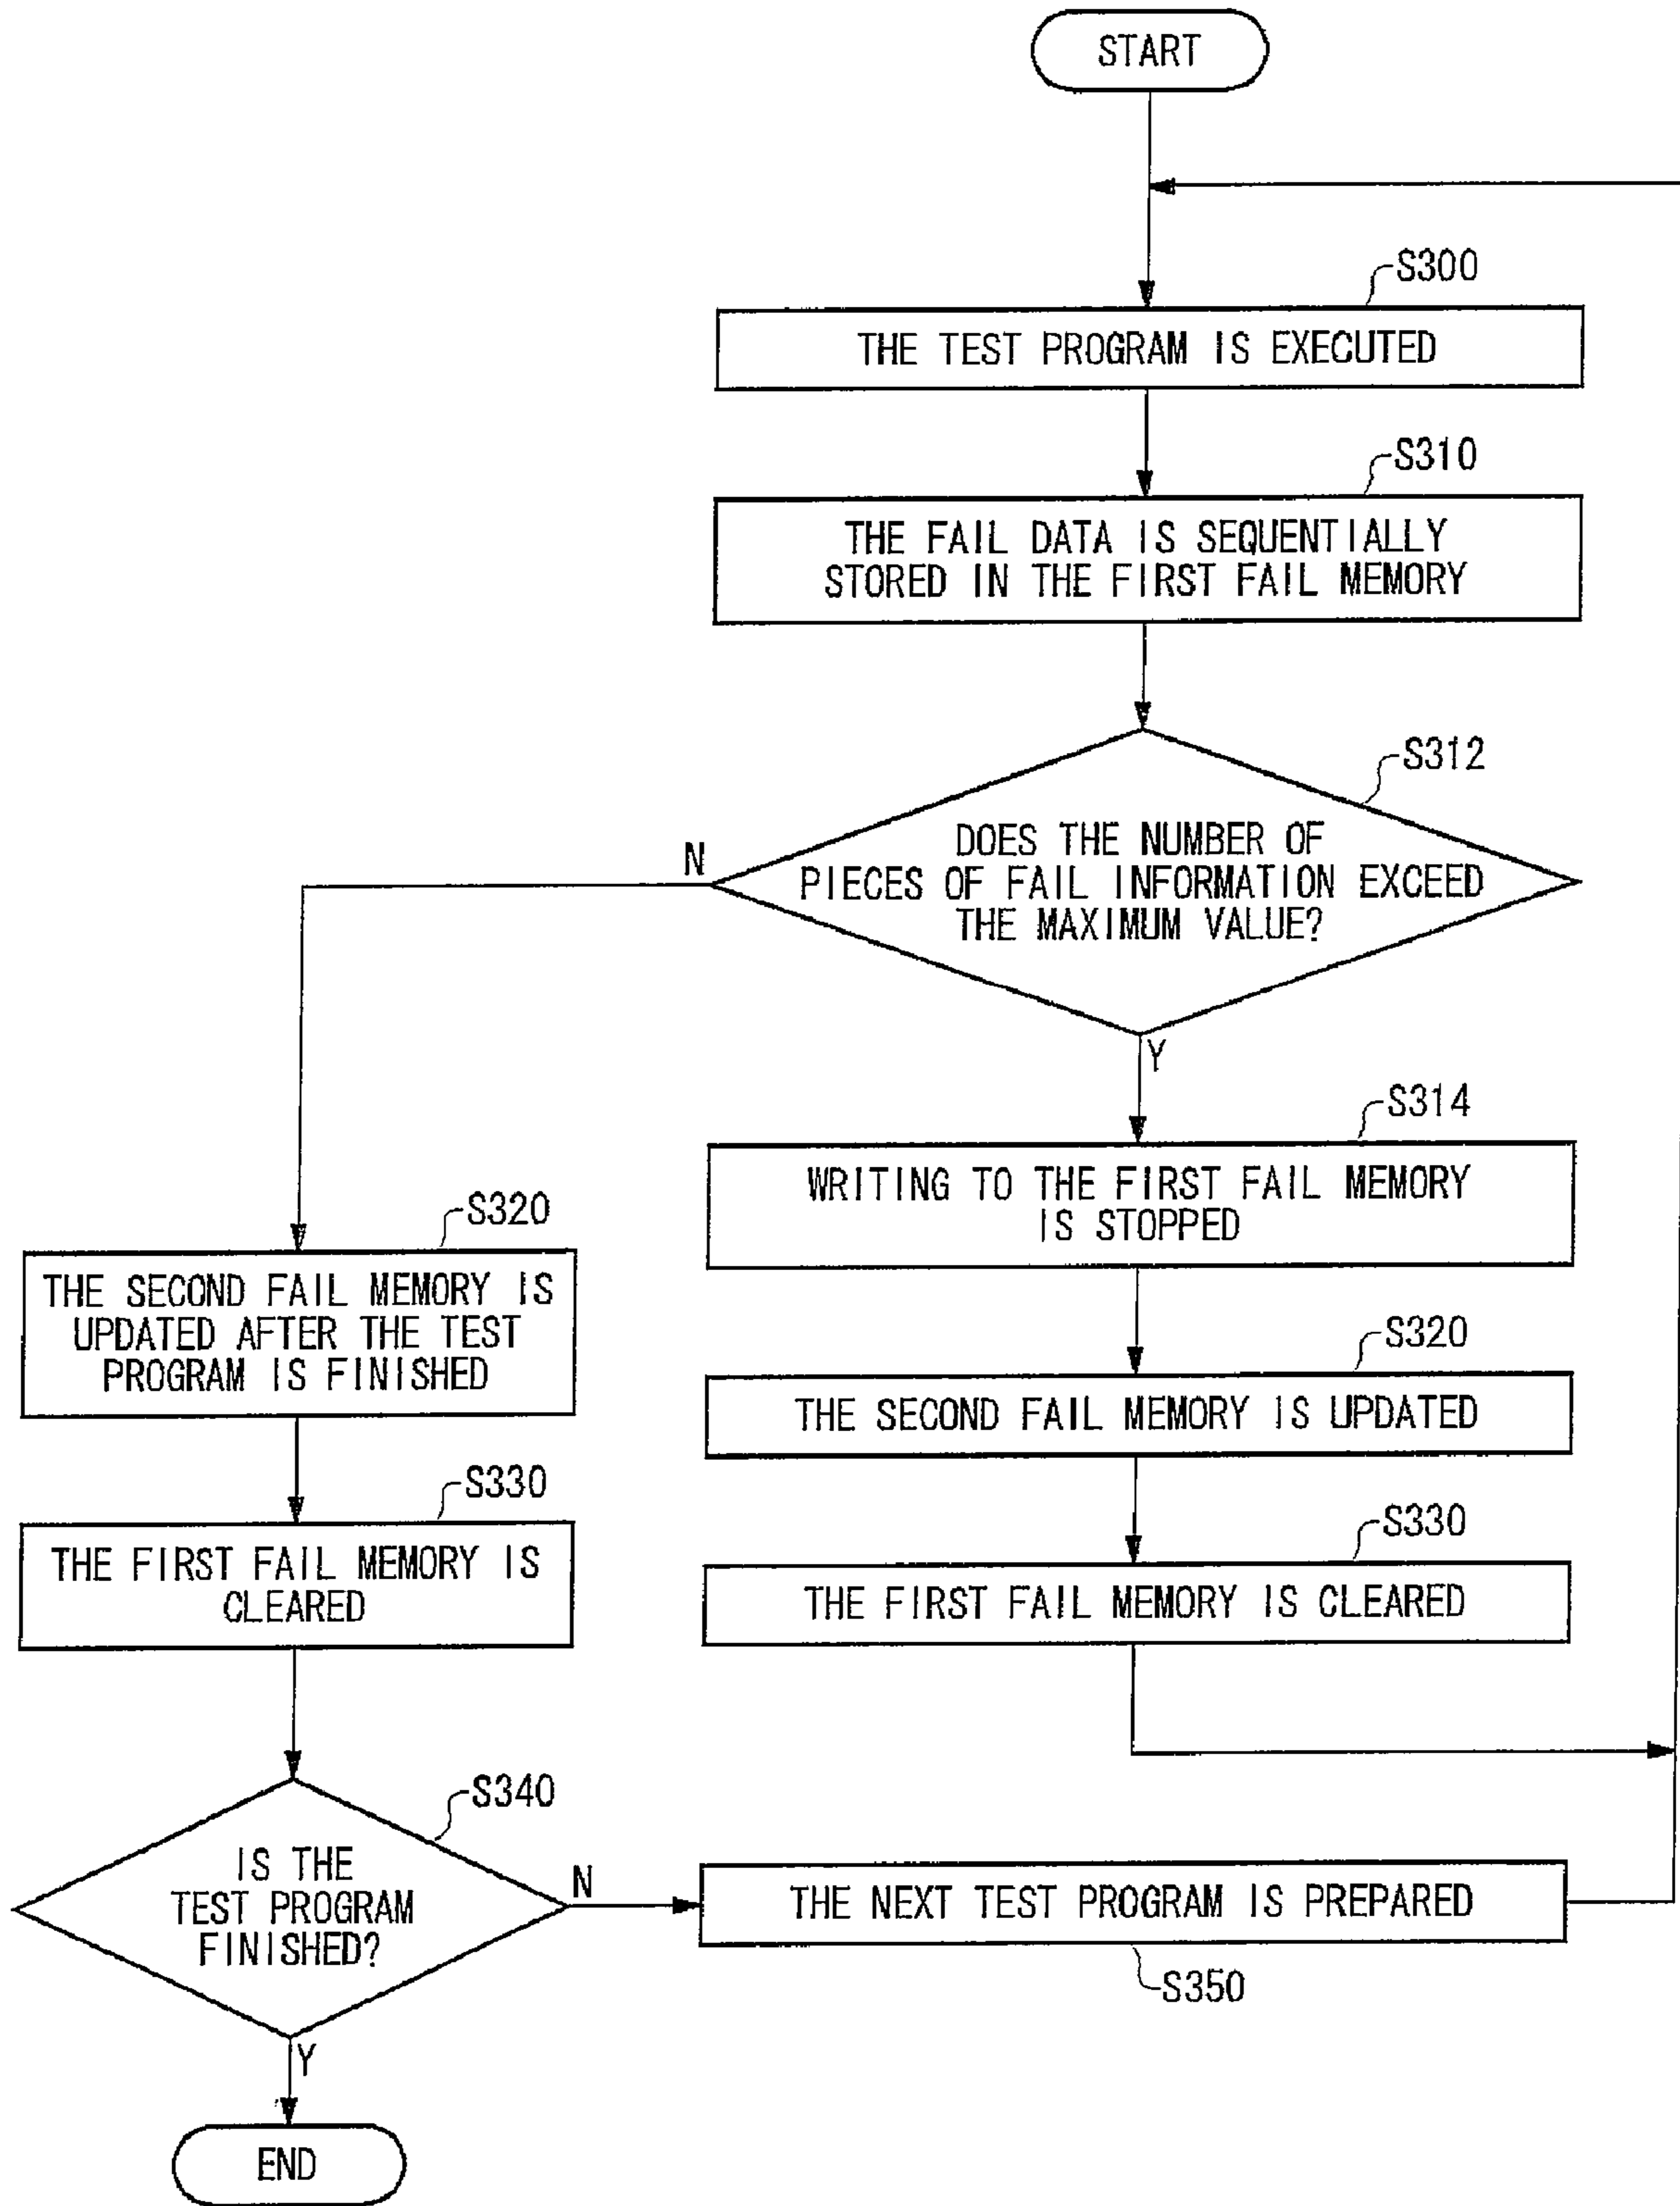 START
S300
THE TEST PROGRAM IS EXECUTED
S310
THE FAIL DATA IS SEQUENTIALLY
STORED IN THE FIRST FAIL MEMORY
S312
DOES THE NUMBER OF
PIECES OF FAIL INFORMATION EXCEED
THE MAXIMUM VALUE?
N
Y
S314
WRITING TO THE FIRST FAIL MEMORY
IS STOPPED
S320
THE SECOND FAIL MEMORY IS
UPDATED AFTER THE TEST
PROGRAM IS FINISHED
S320
THE SECOND FAIL MEMORY IS UPDATED
S330
THE FIRST FAIL MEMORY IS
CLEARED
S330
THE FIRST FAIL MEMORY IS CLEARED
S340
IS THE
TEST PROGRAM
FINISHED?
N
THE NEXT TEST PROGRAM IS PREPARED
S350
Y
END